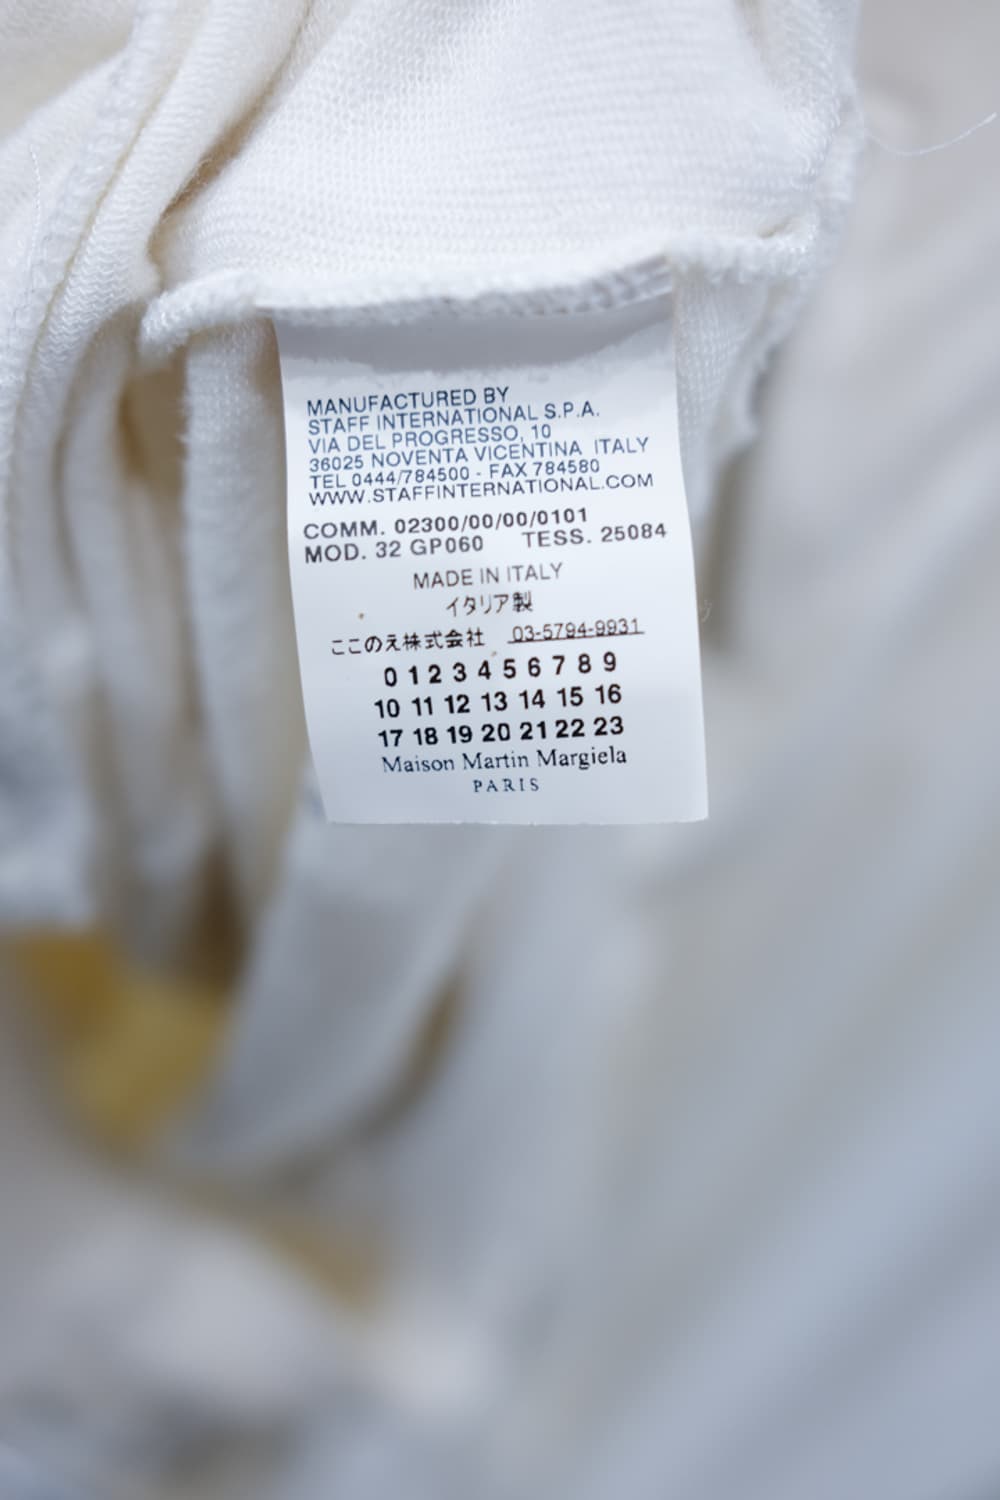 MANUFACTURED BY
STAFF INTERNATIONAL S.P.A.
VIA DEL PROGRESSO, 10
36025 NOVENTA VICENTINA ITALY
TEL 0444/784500 - FAX 784580
WWW.STAFFINTERNATIONAL.COM
COMM. 02300/00/00/0101
MOD. 32 GP060 TESS. 25084
MADE IN ITALY
イタリア製
ここのえ株式会社 03-5794-9931
0 1 2 3 4 5 6 7 8 9
10 11 12 13 14 15 16
17 18 19 20 21 22 23
Maison Martin Margiela
PARIS